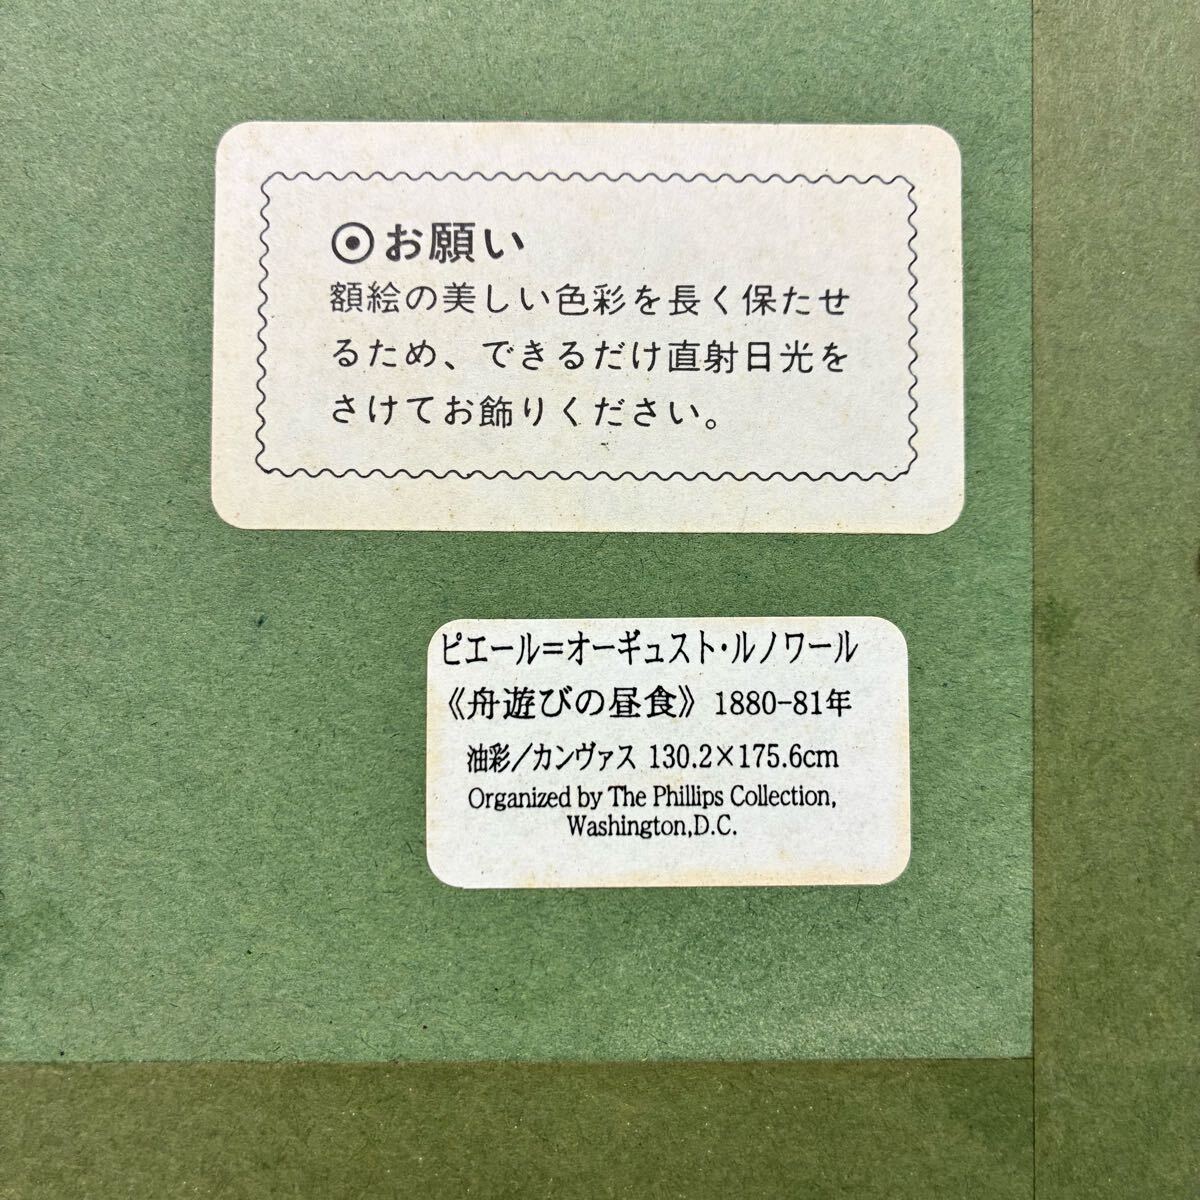 ⦿お願い
額絵の美しい色彩を長く保たせ
るため、できるだけ直射日光を
さけてお飾りください。
ピエール=オーギュスト・ルノワール
《舟遊びの昼食》1880-81年
油彩/カンヴァス 130.2×175.6cm
Organized by The Phillips Collection,
Washington,D.C.